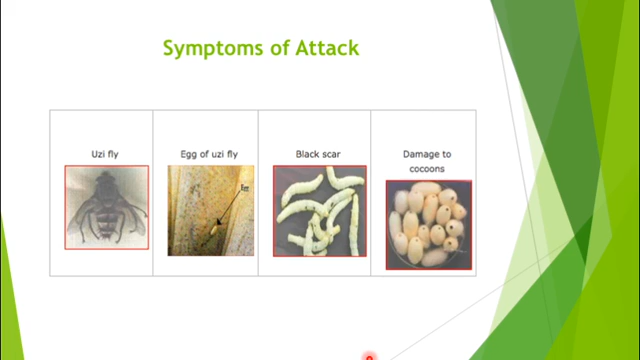 Symptoms of Attack
Uzi fly
Egg of uzi fly
Black scar
Damage to
cocoons